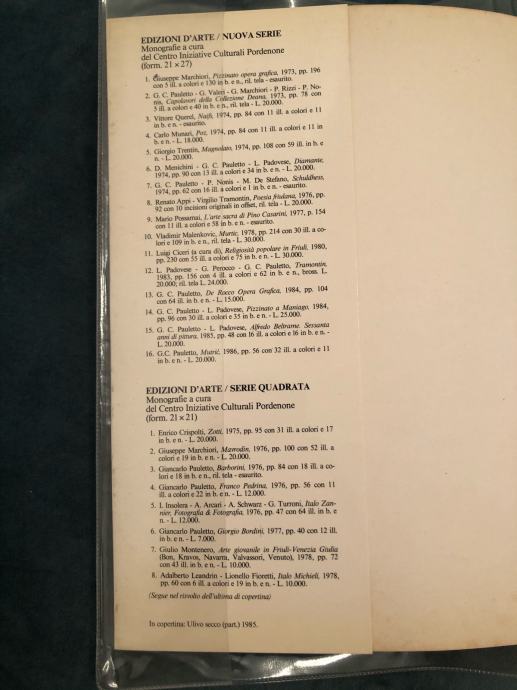 EDIZIONI D'ARTE / NUOVA SERIE
Monografie a cura
del Centro Iniziative Culturali Pordenone
(form. 21 x 27)
1. Giuseppe Marchiori, Pizzinato opera grafica, 1973, pp. 196
con 5 ill. a colori e 130 in b. e n., ril. tela - esaurito.
2. G. C. Pauletto - G. Valeri - G. Marchiori - P. Rizzi - P. No-
nis, Capolavori della Collezione Deana, 1973, pp. 78 con
5 ill. a colori e 40 in b. e n., ril. tela - L. 20.000.
3. Vittore Querel, Naïfs, 1974, pp. 84 con 11 ill. a colori e 11
in b. e n. - esaurito.
4. Carlo Munari, Poz, 1974, pp. 84 con 11 ill. a colori e 11 in
b. e n. - L. 18.000.
5. Giorgio Trentin, Magnolato, 1974, pp. 108 con 59 ill. in b. e
n. - L. 20.000.
6. D. Menichini - G. C. Pauletto - L. Padovese, Diamante,
1974, pp. 90 con 13 ill. a colori e 34 in b. e n. - L. 20.000.
7. G. C. Pauletto - P. Nonis - M. De Stefano, Schuldhess,
1974, pp. 62 con 16 ill. a colori e 1 in b. e n. - esaurito.
8. Renato Appi - Virgilio Tramontin, Poesia friulana, 1976, pp.
92 con 10 incisioni originali in offset, ril. tela - L. 20.000.
9. Mario Possamai, L'arte sacra di Pino Casarini, 1977, p. 154
con 11 ill. a colori e 58 in b. e n. - esaurito.
10. Vladimir Malenkovic, Murtic, 1978, pp. 214 con 30 ill. a co-
lori e 109 in b. e n., ril. tela - L. 30.000.
11. Luigi Ciceri (a cura di), Religiosità popolare in Friuli, 1980,
pp. 230 con 55 ill. a colori e 75 in b. e n. - L. 30.000.
12. L. Padovese - G. Perocco - G. C. Pauletto, Tramontin,
1983, pp. 156 con 4 ill. a colori e 62 in b. e n., bross. L.
20.000; ril. tela L. 24.000.
13. G. C. Pauletto, De Rocco Opera Grafica, 1984, pp. 104
con 64 ill. in b. e n. - L. 15.000.
14. G. C. Pauletto - L. Padovese, Pizzinato a Maniago, 1984,
pp. 96 con 30 ill. a colori e 35 in b. e n. - L. 25.000.
15. G. C. Pauletto - L. Padovese, Alfredo Beltrame. Sessanta
anni di pittura, 1985, pp. 48 con 16 ill. a colori e 16 in b. e n. -
L. 20.000.
16. G.C. Pauletto, Mutric, 1986, pp. 56 con 32 ill. a colori e 11
in b. e n. - L. 20.000.
EDIZIONI D'ARTE / SERIE QUADRATA
Monografie a cura
del Centro Iniziative Culturali Pordenone
(form. 21 x 21)
1. Enrico Crispolti, Zotti, 1975, pp. 95 con 31 ill. a colori e 17
in b. e n. - L. 20.000.
2. Giuseppe Marchiori, Mavrodin, 1976, pp. 100 con 52 ill. a
colori e 19 in b. e n. - L. 20.000.
3. Giancarlo Pauletto, Barborini, 1976, pp. 84 con 18 ill. a co-
lori e 18 in b. e n., ril. tela - esaurito.
4. Giancarlo Pauletto, Franco Pedrina, 1976, pp. 56 con 11
ill. a colori e 22 in b. e n. - L. 12.000.
5. I. Insolera - A. Arcari - A. Schwarz - G. Turroni, Italo Zan-
nier, Fotografia & Fotografia, 1976, pp. 47 con 64 ill. in b. e
n. - L. 12.000.
6. Giancarlo Pauletto, Giorgio Bordini, 1977, pp. 40 con 12 ill.
in b. e n. - L. 7.000.
7. Giulio Montenero, Arte giovanile in Friuli-Venezia Giulia
(Bon, Kravos, Navarra, Valvassori, Venuto), 1978, pp. 72
con 43 ill. in b. e n. - L. 10.000.
8. Adalberto Leandrin - Lionello Fioretti, Italo Michieli, 1978,
pp. 60 con 6 ill. a colori e 19 in b. e n. - L. 10.000.
(Segue nel risvolto dell'ultima di copertina)
In copertina: Ulivo secco (part.) 1985.